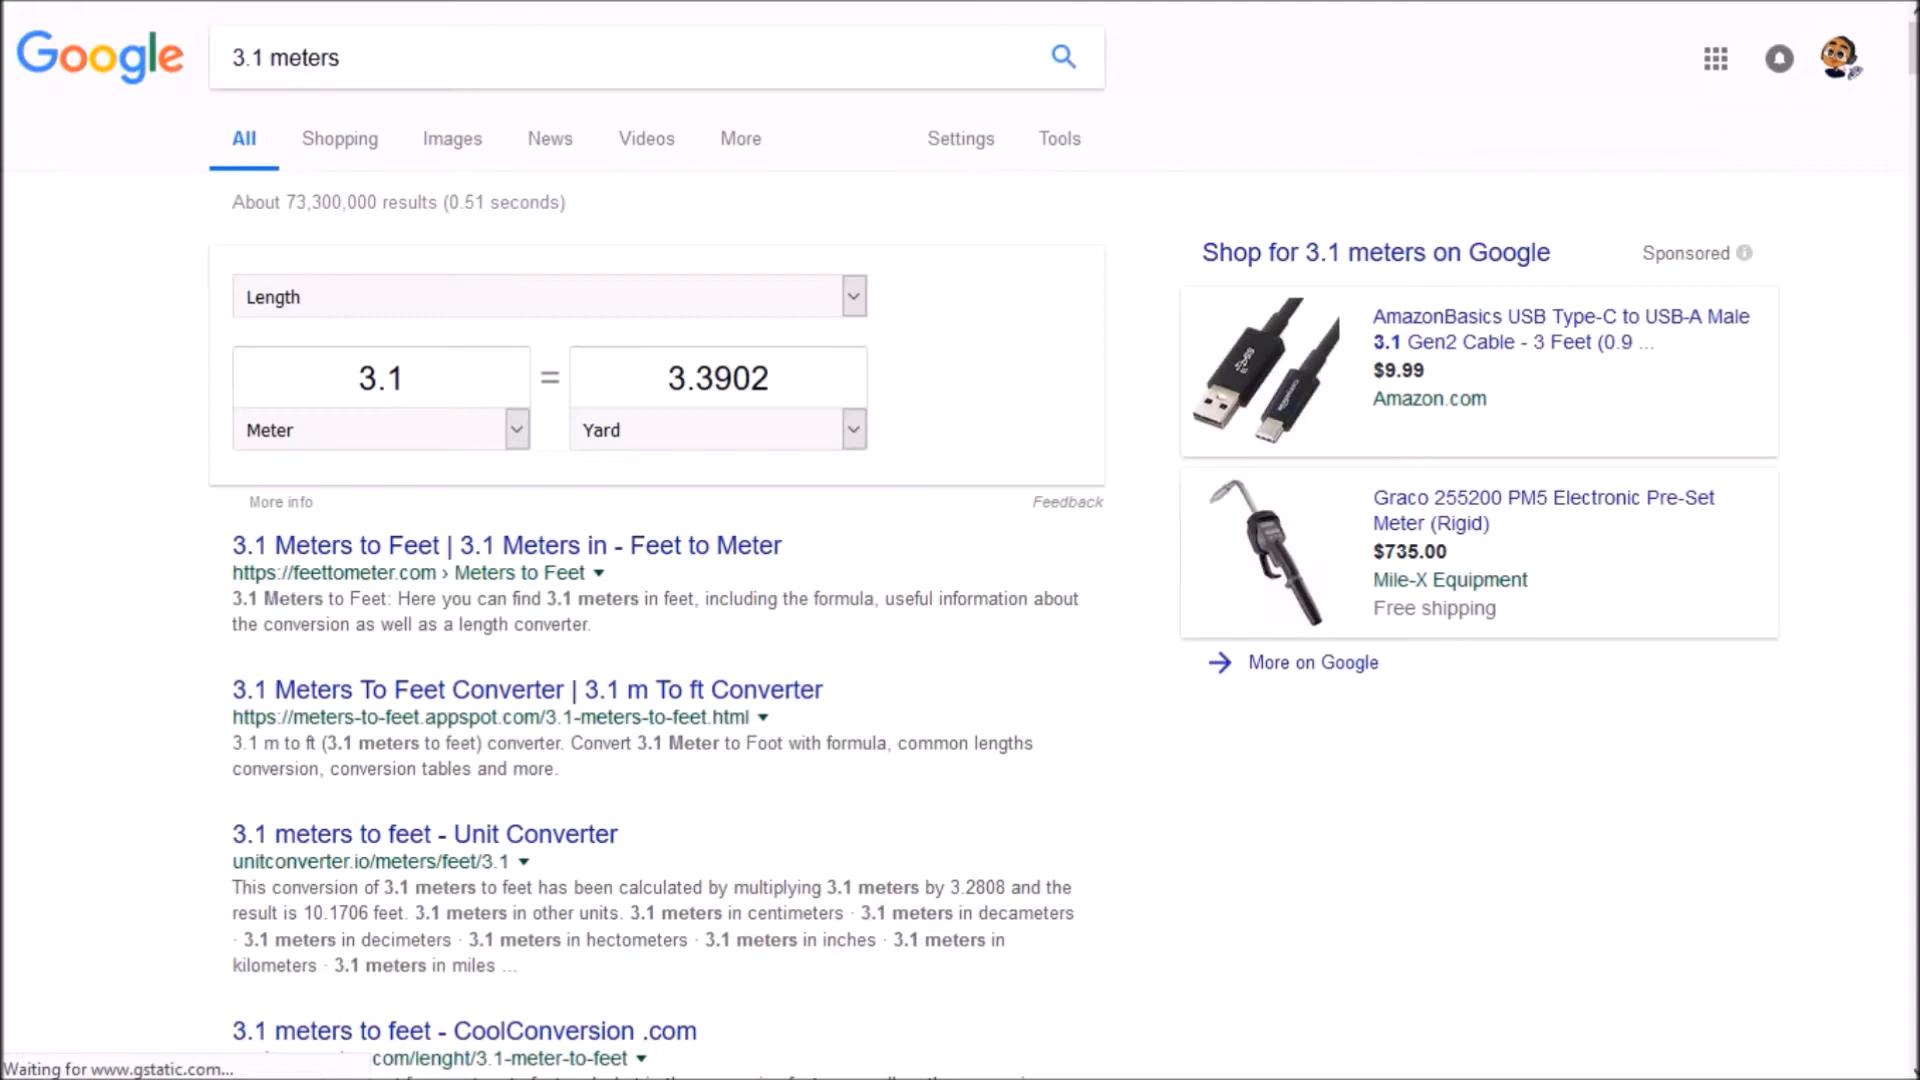 Google
3.1 meters
All Shopping Images News Videos More Settings Tools
About 73,300,000 results (0.51 seconds)
Length
3.1 = 3.3902
Meter Yard
More info Feedback
3.1 Meters to Feet | 3.1 Meters in - Feet to Meter
https://feettometer.com › Meters to Feet
3.1 Meters to Feet: Here you can find 3.1 meters in feet, including the formula, useful information about
the conversion as well as a length converter.
3.1 Meters To Feet Converter | 3.1 m To ft Converter
https://meters-to-feet.appspot.com/3.1-meters-to-feet.html
3.1 m to ft (3.1 meters to feet) converter. Convert 3.1 Meter to Foot with formula, common lengths
conversion, conversion tables and more.
3.1 meters to feet - Unit Converter
unitconverter.io/meters/feet/3.1
This conversion of 3.1 meters to feet has been calculated by multiplying 3.1 meters by 3.2808 and the
result is 10.1706 feet. 3.1 meters in other units. 3.1 meters in centimeters · 3.1 meters in decameters
· 3.1 meters in decimeters · 3.1 meters in hectometers · 3.1 meters in inches · 3.1 meters in
kilometers · 3.1 meters in miles ...
3.1 meters to feet - CoolConversion .com
com/lenght/3.1-meter-to-feet
Waiting for www.gstatic.com...
Shop for 3.1 meters on Google Sponsored
AmazonBasics USB Type-C to USB-A Male
3.1 Gen2 Cable - 3 Feet (0.9 ...
$9.99
Amazon.com
Graco 255200 PM5 Electronic Pre-Set
Meter (Rigid)
$735.00
Mile-X Equipment
Free shipping
More on Google